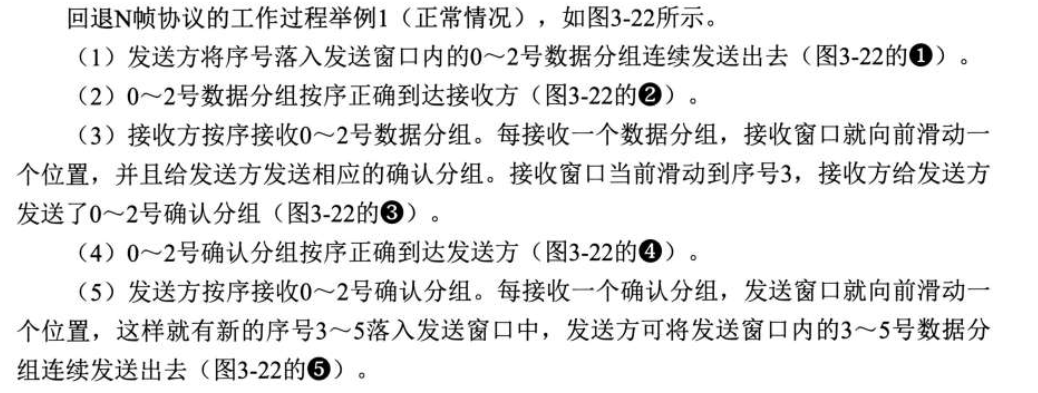 回退N帧协议的工作过程举例1（正常情况），如图3-22所示。
（1）发送方将序号落入发送窗口内的0～2号数据分组连续发送出去（图3-22的❶）。
（2）0～2号数据分组按序正确到达接收方（图3-22的❷）。
（3）接收方按序接收0～2号数据分组。每接收一个数据分组，接收窗口就向前滑动一
个位置，并且给发送方发送相应的确认分组。接收窗口当前滑动到序号3，接收方给发送方
发送了0～2号确认分组（图3-22的❸）。
（4）0～2号确认分组按序正确到达发送方（图3-22的❹）。
（5）发送方按序接收0～2号确认分组。每接收一个确认分组，发送窗口就向前滑动一
个位置，这样就有新的序号3～5落入发送窗口中，发送方可将发送窗口内的3～5号数据分
组连续发送出去（图3-22的❺）。